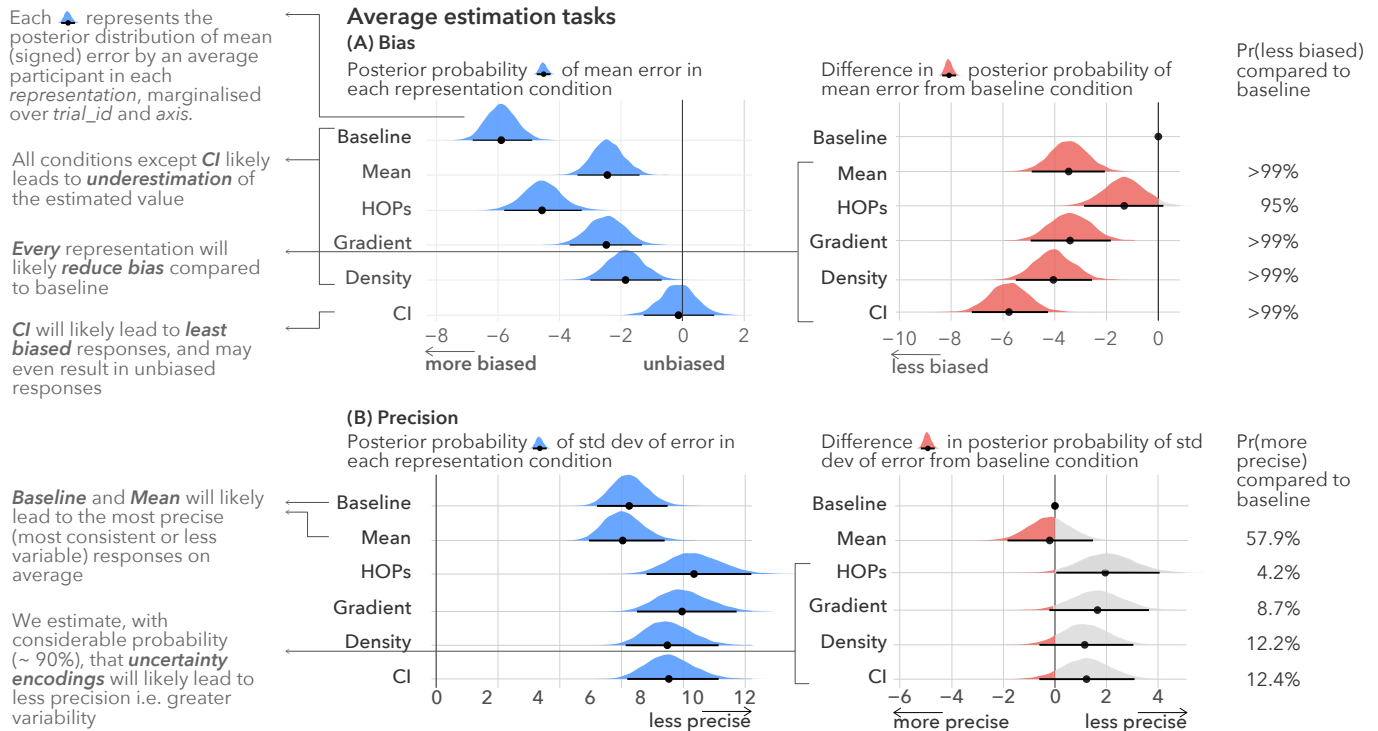 Average estimation tasks
Each represents the
posterior distribution of mean
(signed) error by an average
participant in each
representation, marginalised
over trial_id and axis.
All conditions except CI likely
leads to underestimation of
the estimated value
Every representation will
likely reduce bias compared
to baseline
CI will likely lead to least
biased responses, and may
even result in unbiased
responses
(A) Bias
Posterior probability of mean error in
each representation condition
Baseline
Mean
HOPs
Gradient
Density
CI
−8 −6 −4 −2 0 2
more biased unbiased
Difference in posterior probability of
mean error from baseline condition
Baseline
Mean
HOPs
Gradient
Density
CI
−10 −8 −6 −4 −2 0
less biased
Pr(less biased)
compared to
baseline
>99%
95%
>99%
>99%
>99%
Baseline and Mean will likely
lead to the most precise
(most consistent or less
variable) responses on
average
We estimate, with
considerable probability
(~ 90%), that uncertainty
encodings will likely lead to
less precision i.e. greater
variability
(B) Precision
Posterior probability of std dev of error in
each representation condition
Baseline
Mean
HOPs
Gradient
Density
CI
0 2 4 6 8 10 12
less precise
Difference in posterior probability of std
dev of error from baseline condition
Baseline
Mean
HOPs
Gradient
Density
CI
−6 −4 −2 0 2 4
more precise less precise
Pr(more
precise)
compared to
baseline
57.9%
4.2%
8.7%
12.2%
12.4%